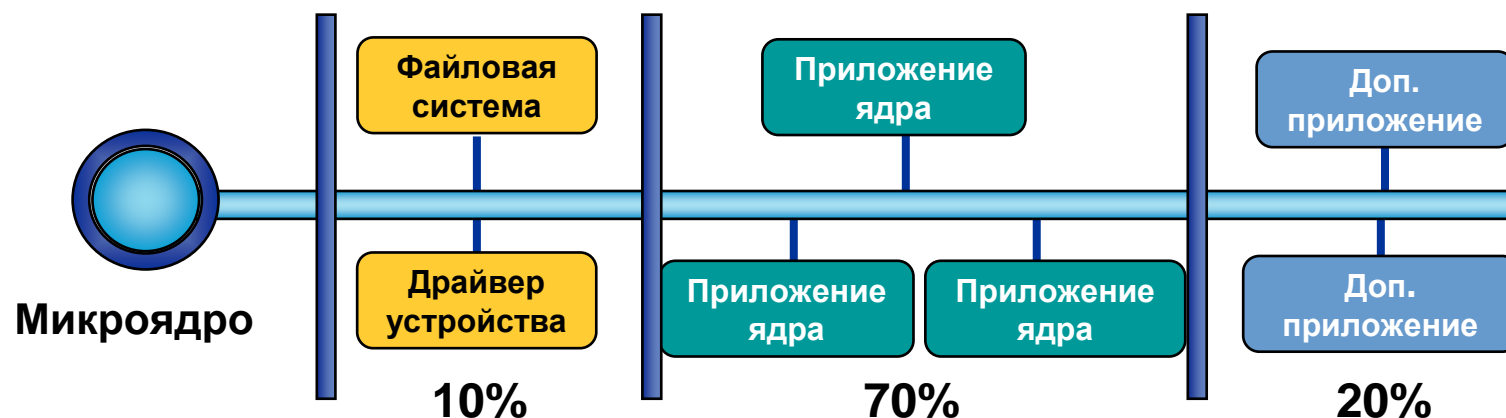 Файловая
система
Приложение
ядра
Доп.
приложение
Микроядро
Драйвер
устройства
Приложение
ядра
Приложение
ядра
Доп.
приложение
10%
70%
20%